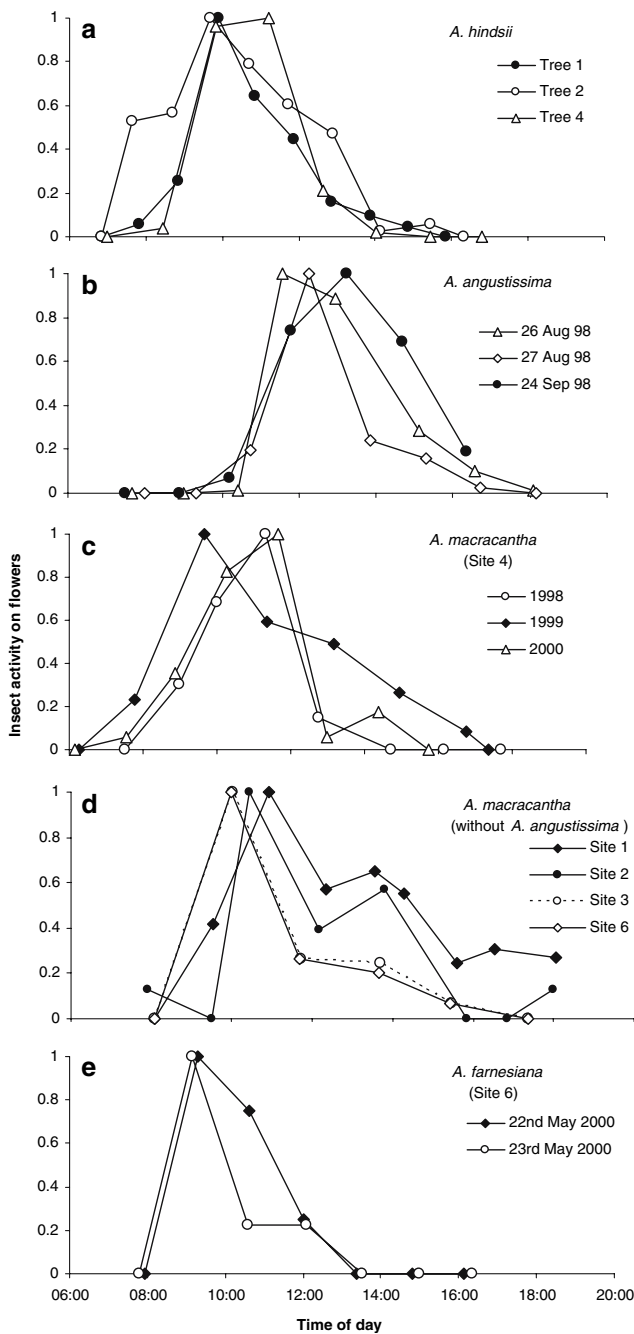 a
A. hindsii
Tree 1
Tree 2
Tree 4
1
0.8
0.6
0.4
0.2
0
b
A. angustissima
26 Aug 98
27 Aug 98
24 Sep 98
1
0.8
0.6
0.4
0.2
0
Insect activity on flowers
c
A. macracantha
(Site 4)
1998
1999
2000
1
0.8
0.6
0.4
0.2
0
d
A. macracantha
(without A. angustissima )
Site 1
Site 2
Site 3
Site 6
1
0.8
0.6
0.4
0.2
0
e
A. farnesiana
(Site 6)
22nd May 2000
23rd May 2000
1
0.8
0.6
0.4
0.2
0
06:00 08:00 10:00 12:00 14:00 16:00 18:00 20:00
Time of day